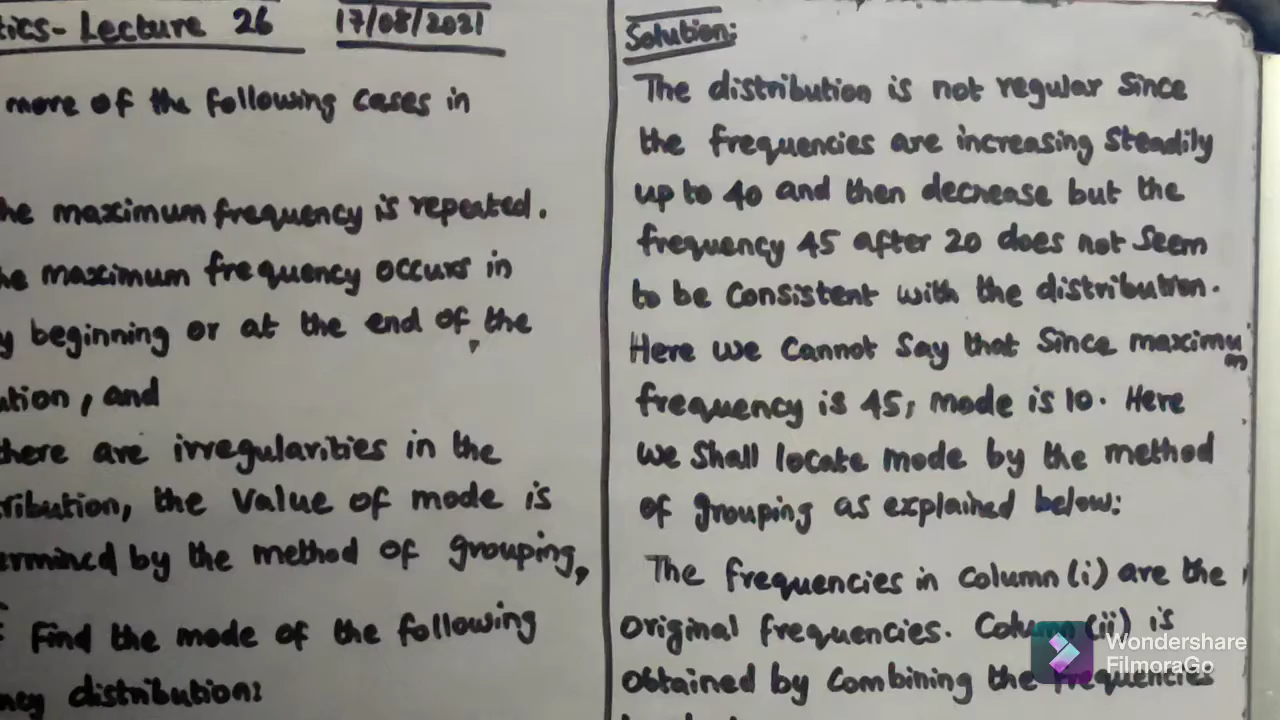 tics- Lecture 26 17/08/2021
more of the following cases in
he maximum frequency is repeated.
he maximum frequency occurs in
y beginning or at the end of the
ution, and
there are irregularities in the
ribution, the value of mode is
ermined by the method of grouping,
Find the mode of the following
ncy distribution:
Solution:
The distribution is not regular since
the frequencies are increasing steadily
up to 40 and then decrease but the
frequency 45 after 20 does not seem
to be consistent with the distribution.
Here we cannot say that since maximum
frequency is 45, mode is 10. Here
we shall locate mode by the method
of grouping as explained below:
The frequencies in column (i) are the
original frequencies. Column (ii) is
obtained by combining the frequencies
Wondershare
FilmoraGo